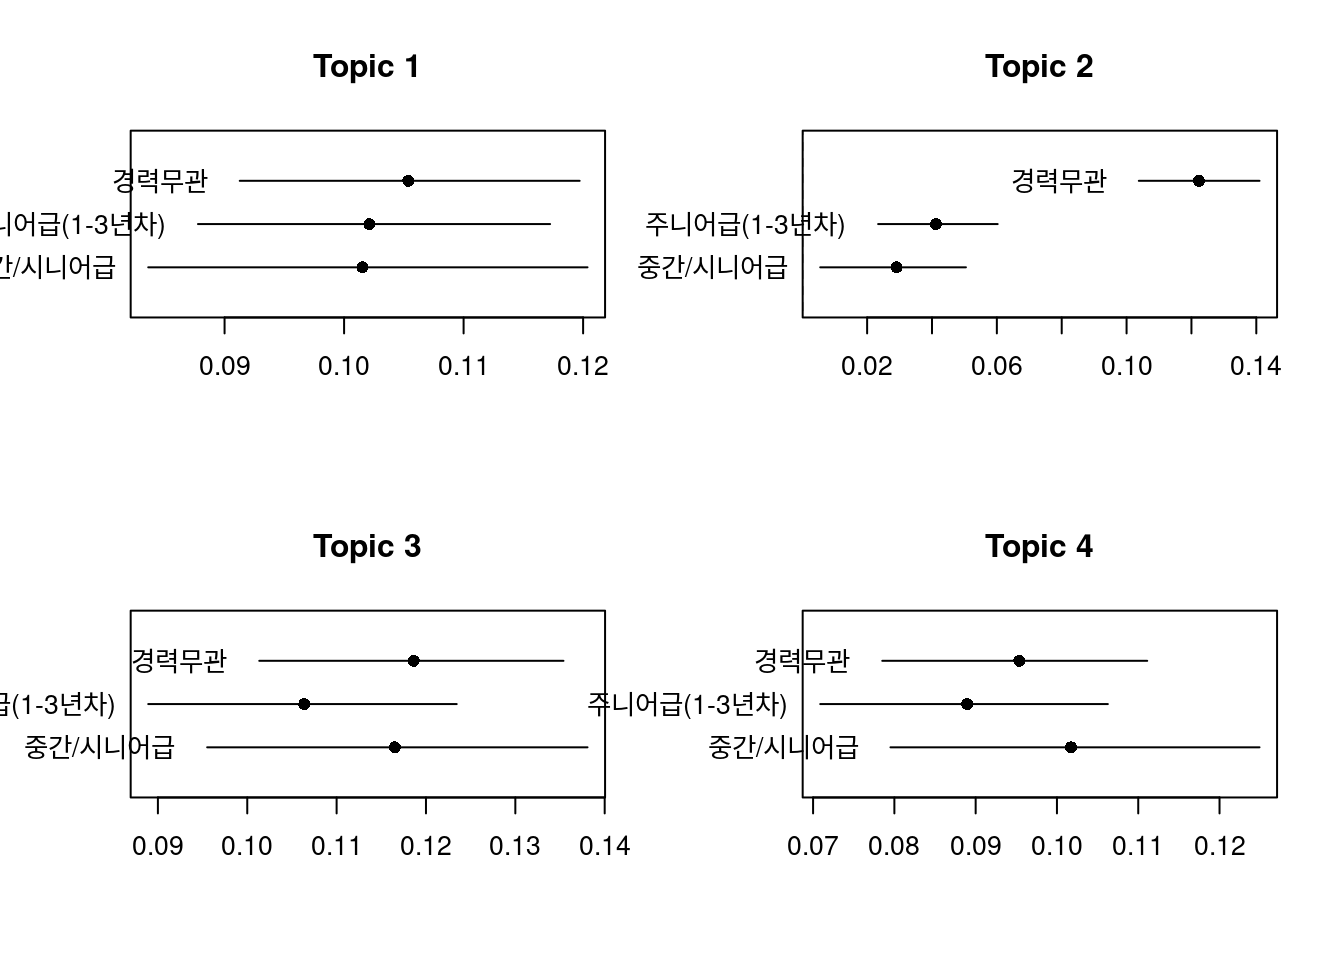 Topic 1
경력무관
니어급(1-3년차)
간/시니어급
0.09 0.10 0.11 0.12
Topic 2
경력무관
주니어급(1-3년차)
중간/시니어급
0.02 0.06 0.10 0.14
Topic 3
경력무관
급(1-3년차)
중간/시니어급
0.09 0.10 0.11 0.12 0.13 0.14
Topic 4
경력무관
주니어급(1-3년차)
중간/시니어급
0.07 0.08 0.09 0.10 0.11 0.12